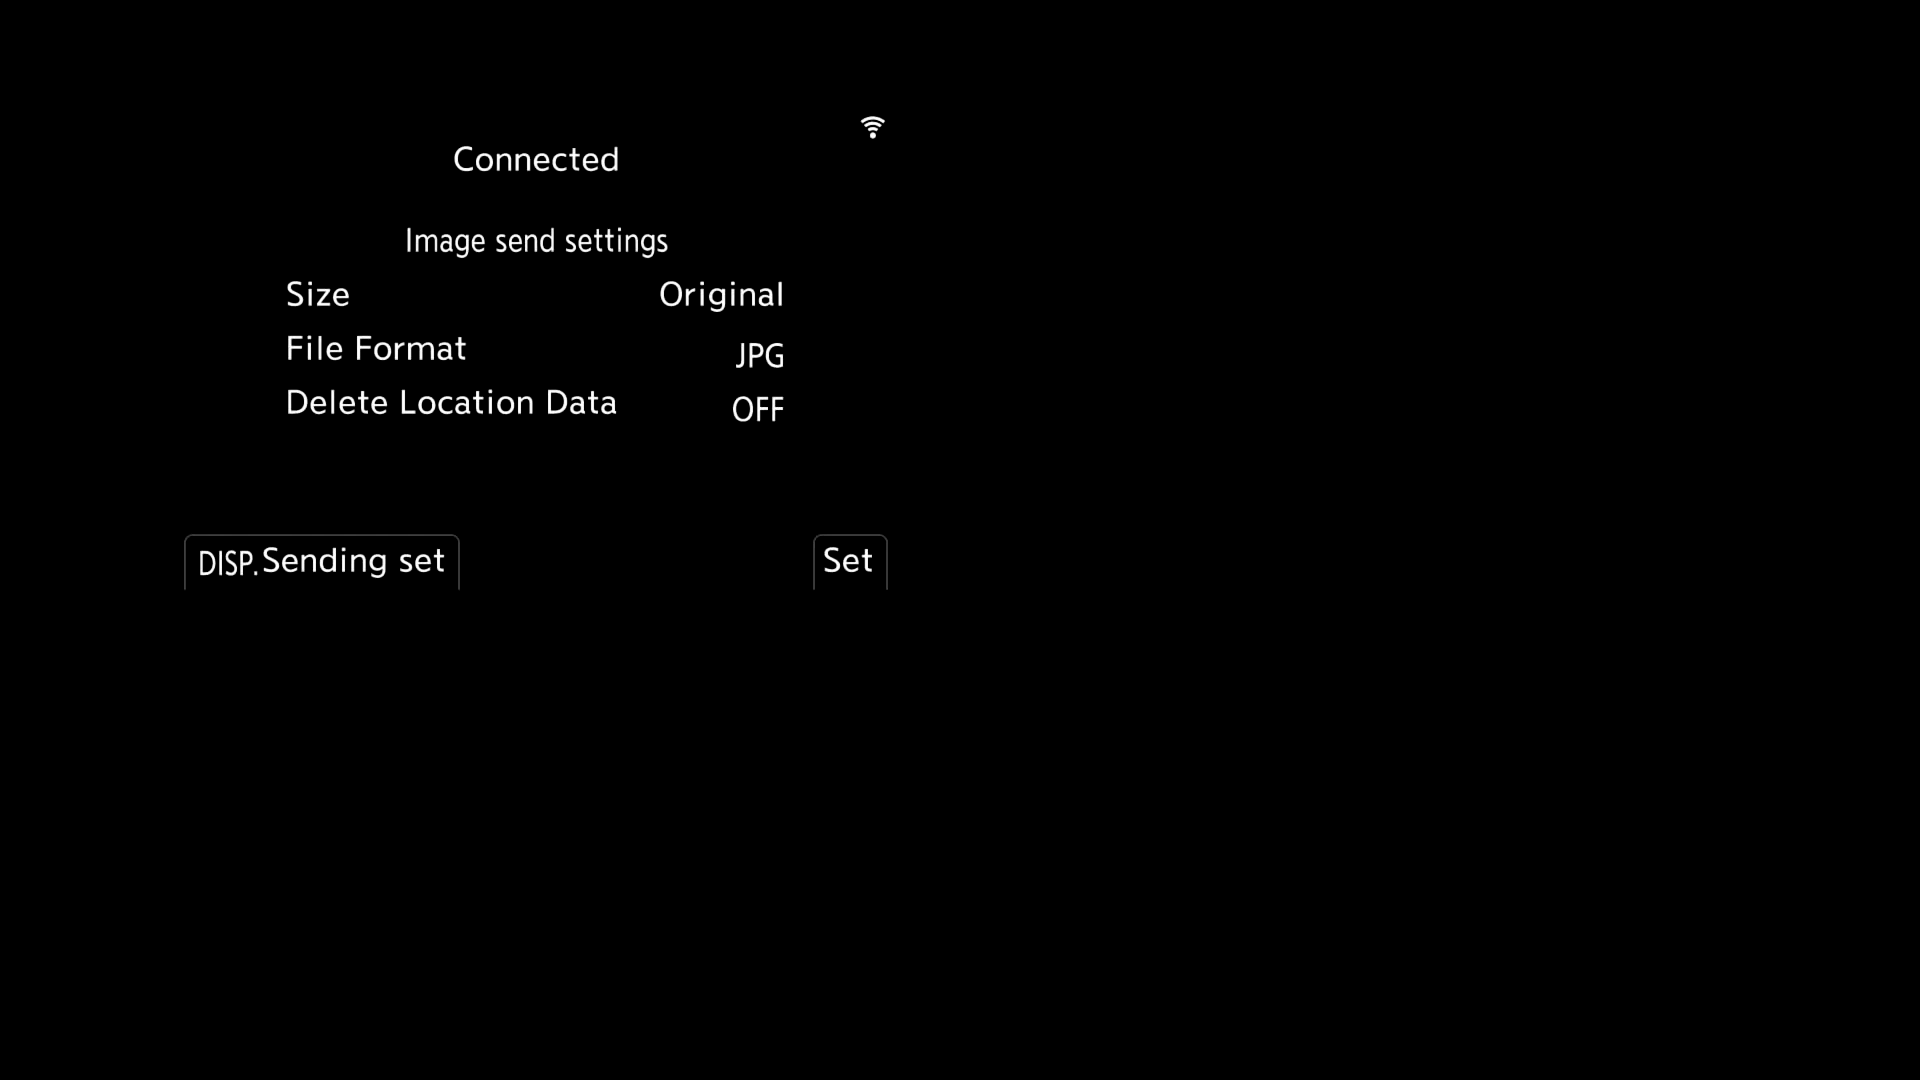 Connected
Image send settings
Size Original
File Format JPG
Delete Location Data OFF
DISP.Sending set Set